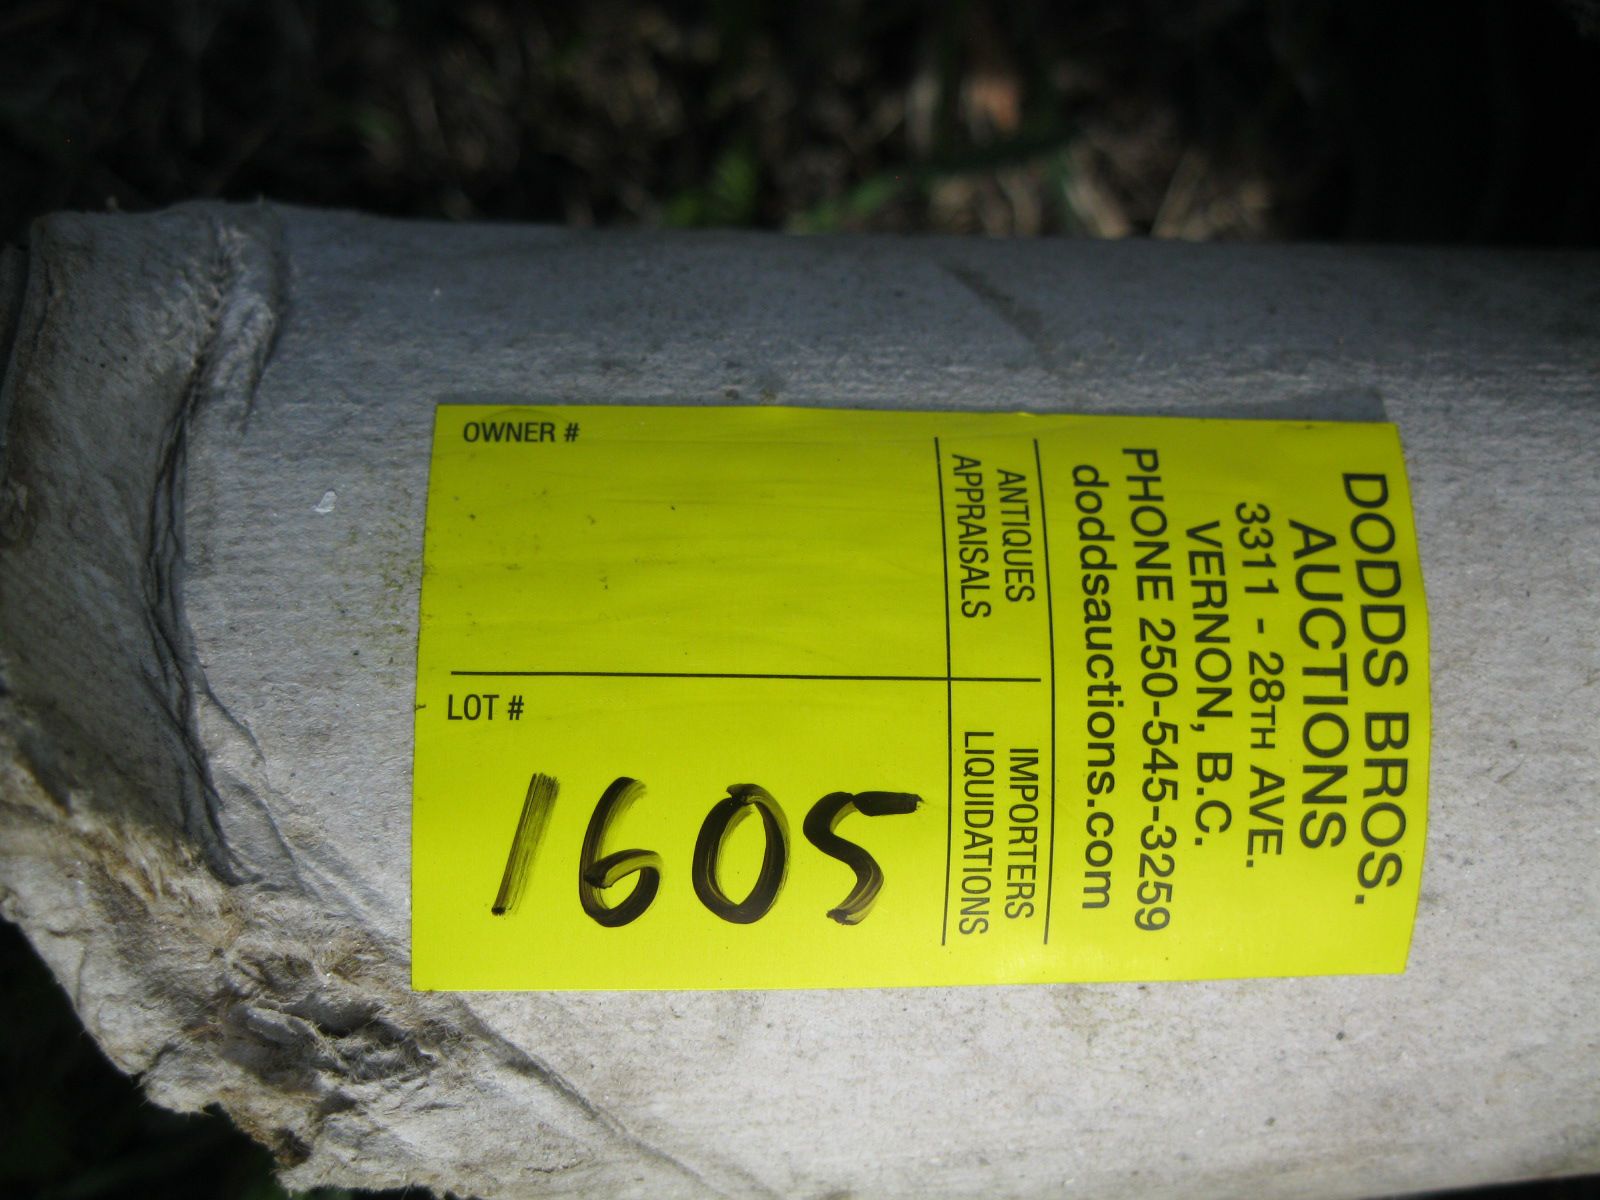 DODDS BROS.
AUCTIONS
3311 - 28TH AVE.
VERNON, B.C.
PHONE 250-545-3259
doddsauctions.com
ANTIQUES
APPRAISALS
IMPORTERS
LIQUIDATIONS
OWNER #
LOT #
1605